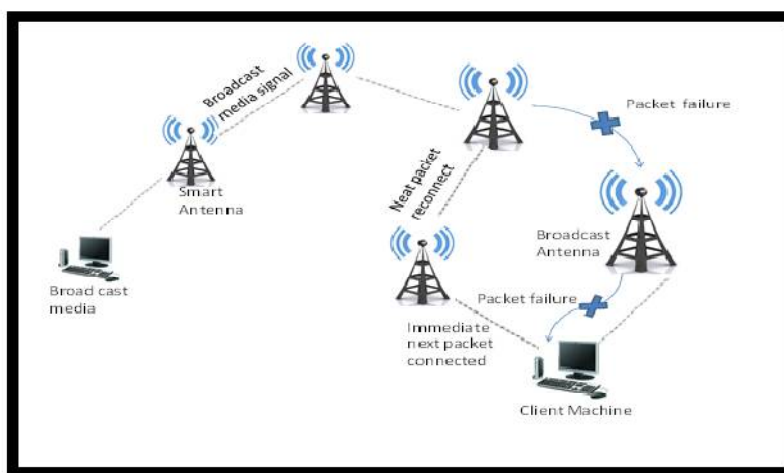 Broadcast
media signal
Packet failure
Smart
Antenna
Neat packet
reconnect
Broadcast
Antenna
Broad cast
media
Packet failure
Immediate
next packet
connected
Client Machine